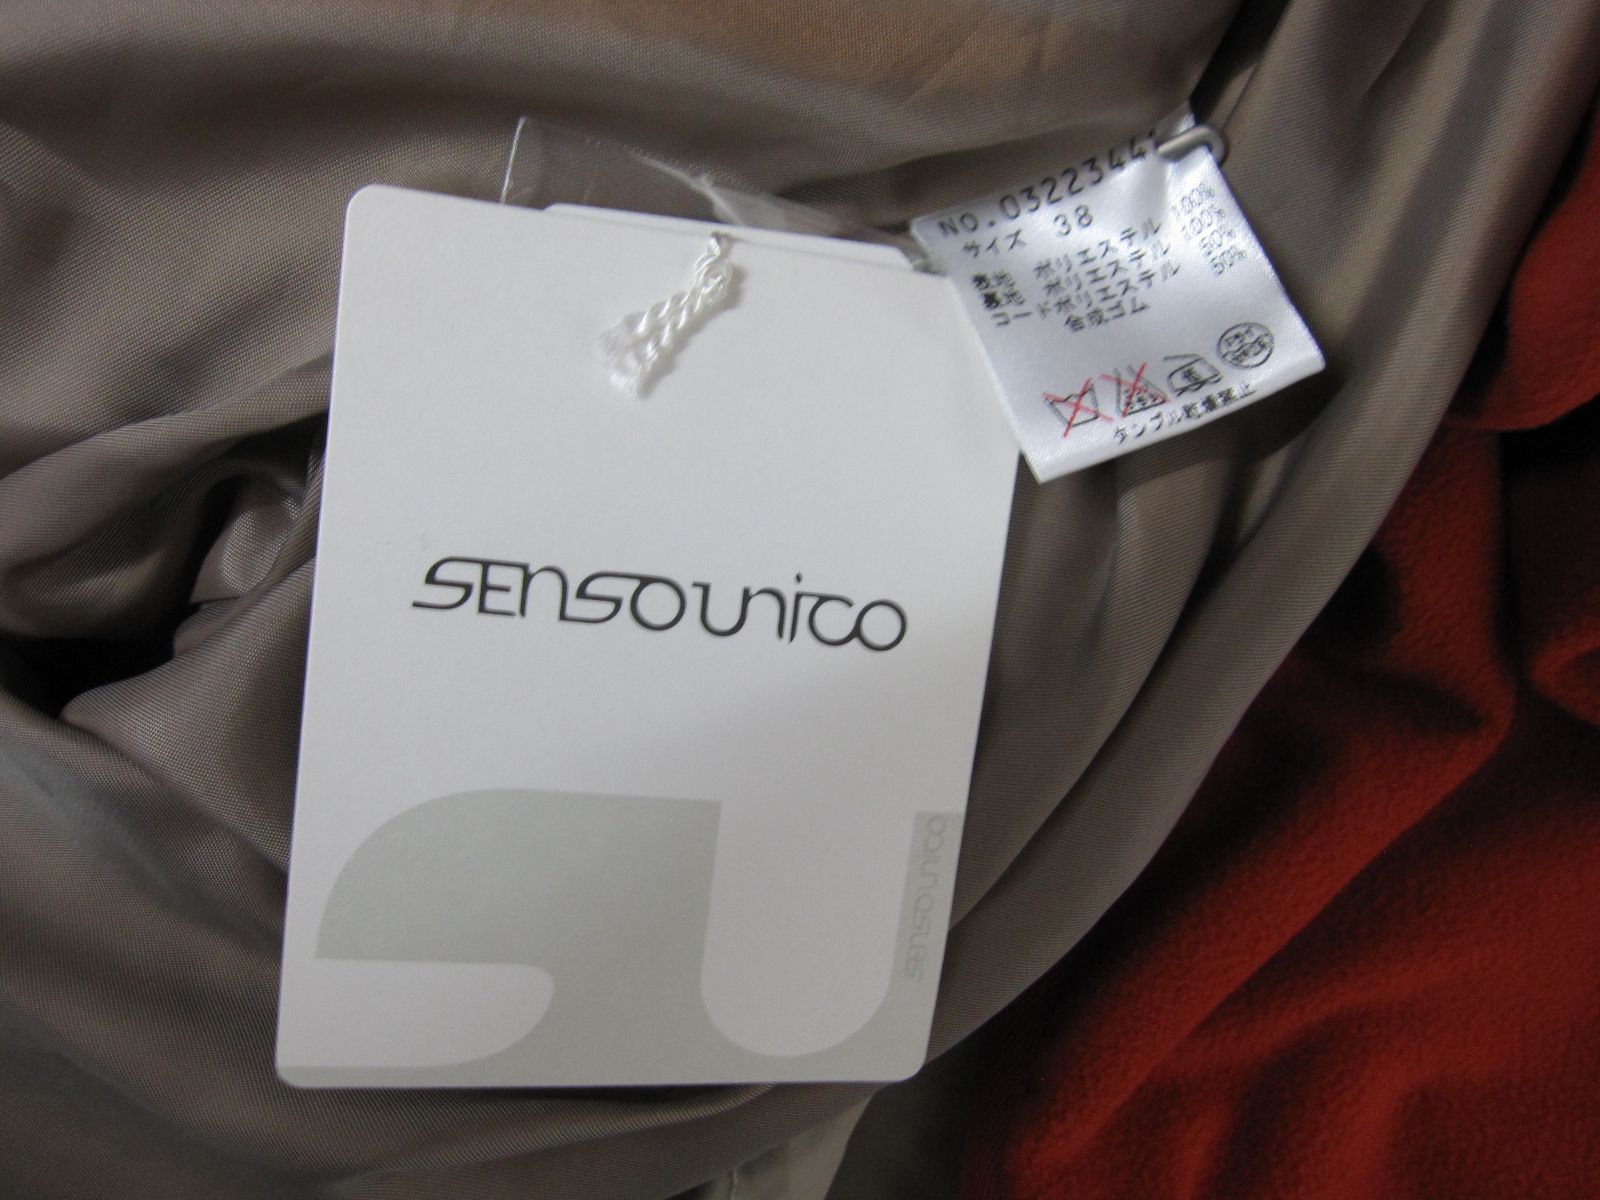 NO.03223444
サイズ 38
表地 ポリエステル 100%
裏地 ポリエステル 100%
コード ポリエステル 50%
合成ゴム 50%
タンブル乾燥禁止
SENSOUNICO
SENSOUNICO